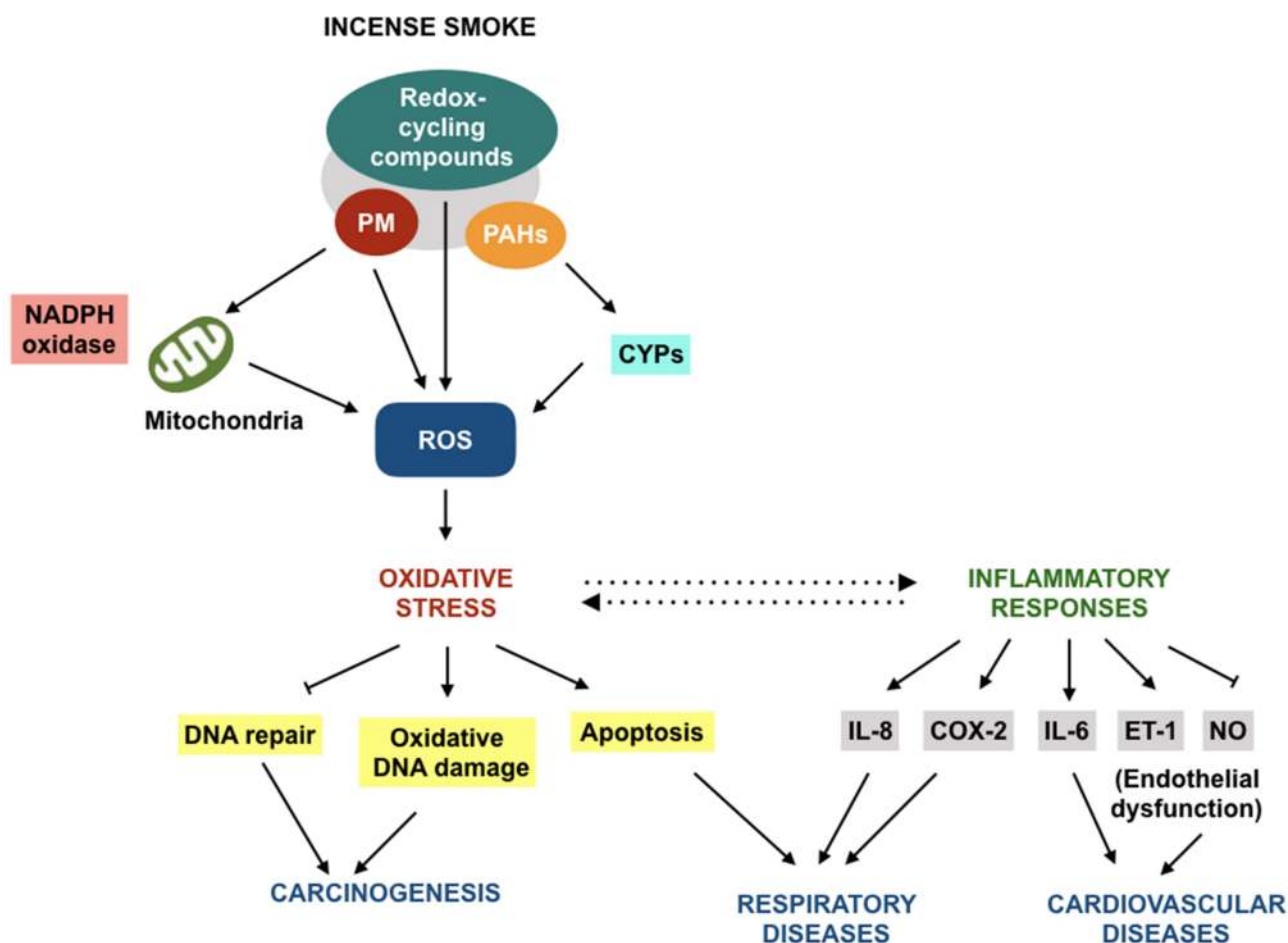 INCENSE SMOKE
Redox-
cycling
compounds
PM
PAHs
NADPH
oxidase
CYPs
Mitochondria
ROS
OXIDATIVE
STRESS
INFLAMMATORY
RESPONSES
DNA repair
Oxidative
DNA damage
Apoptosis
IL-8
COX-2
IL-6
ET-1
NO
(Endothelial
dysfunction)
CARCINOGENESIS
RESPIRATORY
DISEASES
CARDIOVASCULAR
DISEASES